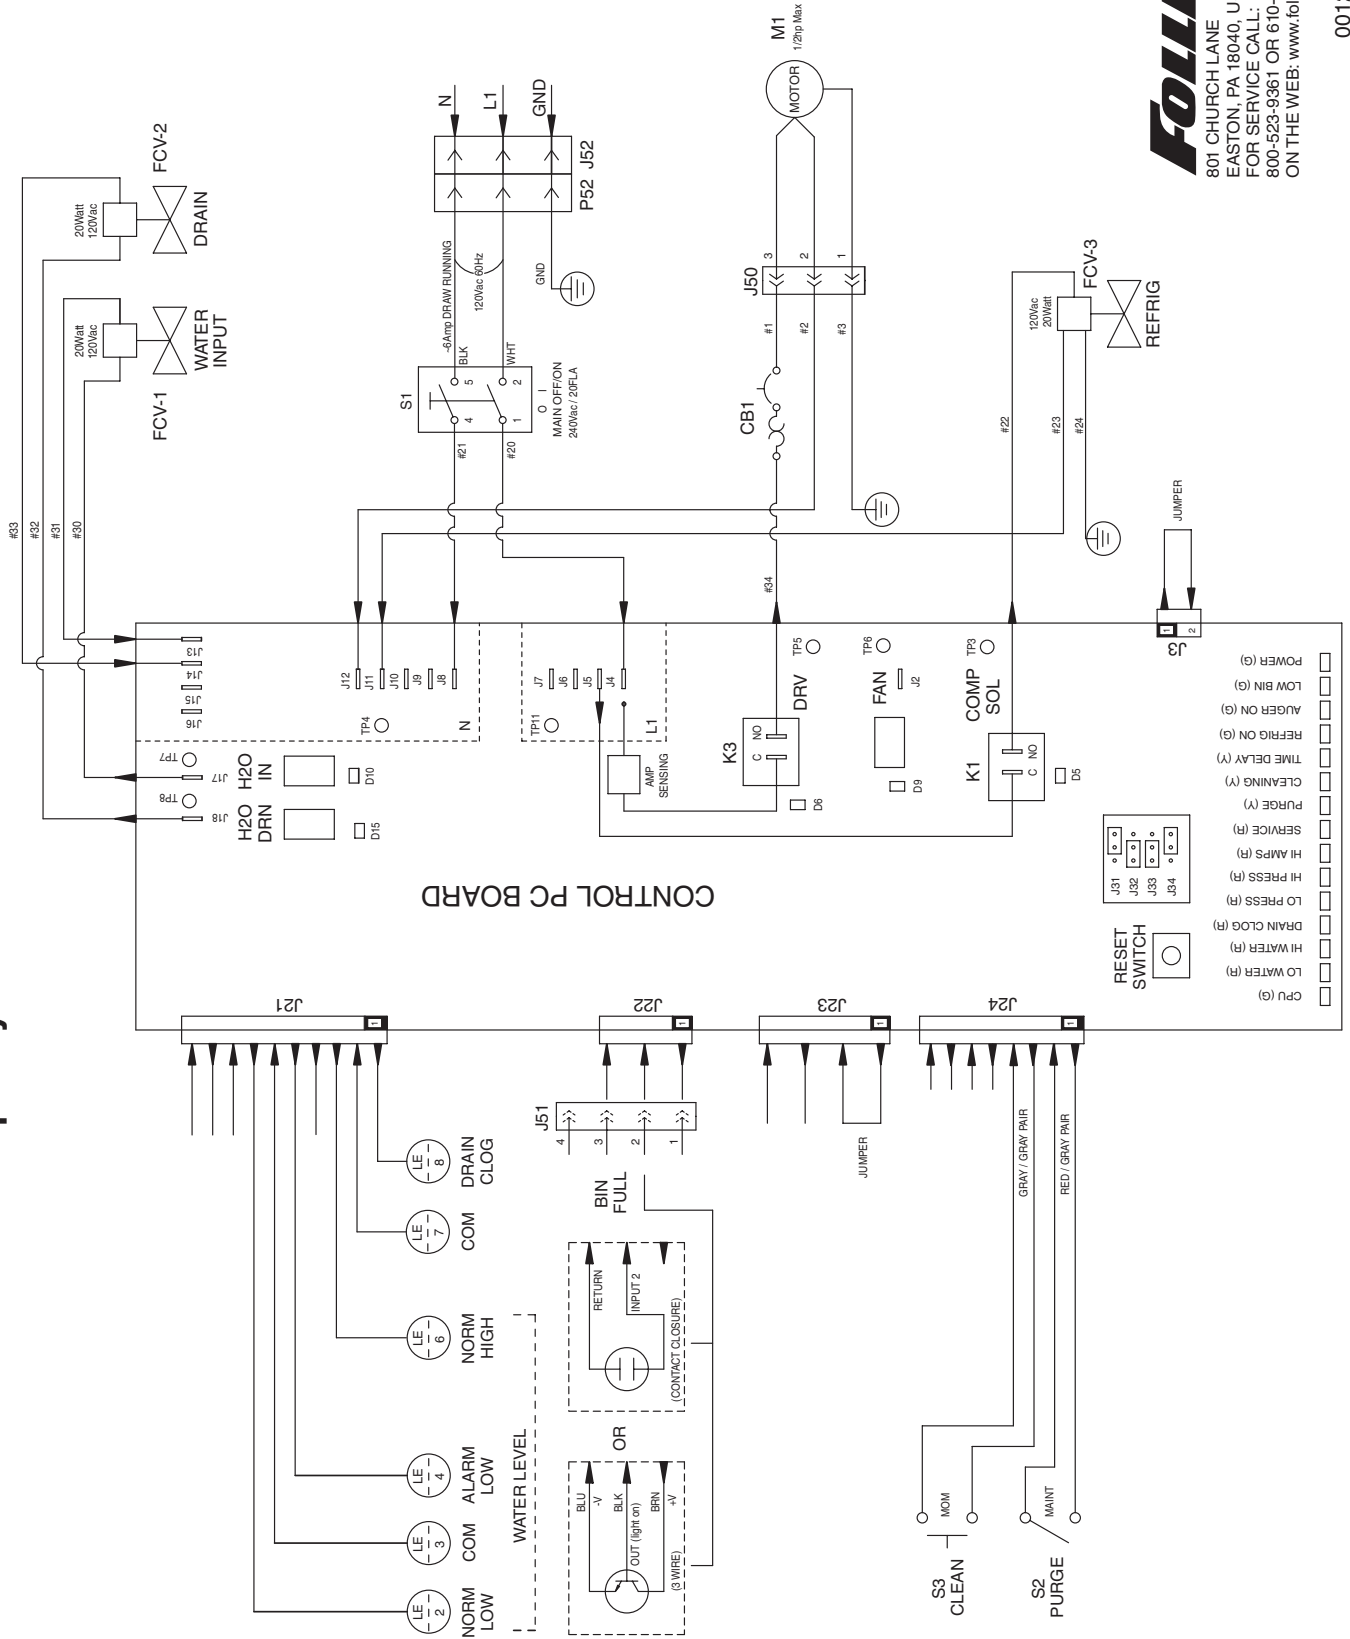 N
L1
GND
J52
P52
GND
~6Amp DRAW RUNNING
120Vac 60Hz
BLK
WHT
S1
5
4
2
1
O I
MAIN OFF/ON
240Vac / 20FLA
#21
#20
FCV-2
20Watt
120Vac
DRAIN
FCV-1
20Watt
120Vac
WATER
INPUT
#33
#32
#31
#30
M1
1/2hp Max
MOTOR
J50
3
2
1
#1
#2
#3
CB1
#34
FCV-3
120Vac
20Watt
REFRIG
#22
#23
#24
JUMPER
J3
1
2
801 CHURCH LANE
EASTON, PA 18040,
FOR SERVICE CALL:
800-523-9361 OR
ON THE WEB:
J13
J14
J15
J16
TP7
J17
TP8
J18
H2O
IN
D10
H2O
DRN
D15
J12
J11
J10
J9
J8
TP4
N
J7
J6
J5
J4
TP11
L1
AMP
SENSING
K3
C NO
D6
DRV
TP5
FAN
TP6
J2
D9
COMP
SOL
TP3
K1
C NO
D5
CONTROL PC BOARD
J31
J32
J33
J34
RESET
SWITCH
POWER (G)
LOW BIN (G)
AUGER ON (G)
REFRIG ON (G)
TIME DELAY (Y)
CLEANING (Y)
PURGE (Y)
SERVICE (R)
HI AMPS (R)
HI PRESS (R)
LO PRESS (R)
DRAIN CLOG (R)
HI WATER (R)
LO WATER (R)
CPU (G)
J21
1
J22
1
J23
1
J24
1
J51
4
3
2
1
BIN
FULL
JUMPER
GRAY / GRAY PAIR
RED / GRAY PAIR
LE
8
DRAIN
CLOG
LE
7
COM
LE
6
NORM
HIGH
LE
4
ALARM
LOW
LE
3
COM
LE
2
NORM
LOW
WATER LEVEL
RETURN
INPUT 2
(CONTACT CLOSURE)
OR
BLU
-V
BLK
OUT (light on)
BRN
+V
(3 WIRE)
MOM
S3
CLEAN
MAINT
S2
PURGE